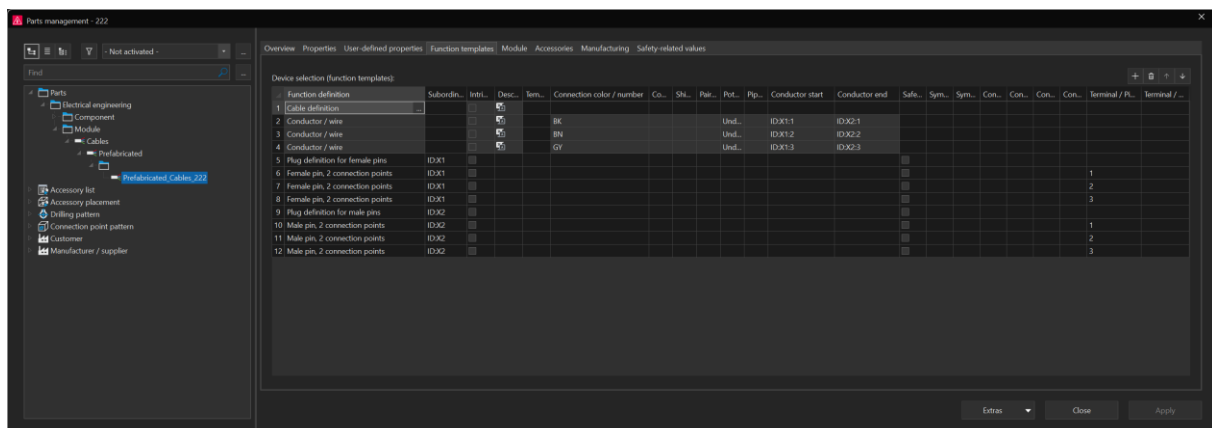 Parts management - 222
- Not activated -
...
Find
...
Parts
Electrical engineering
Component
Module
Cables
Prefabricated
Prefabricated_Cables_222
Accessory list
Accessory placement
Drilling pattern
Connection point pattern
Customer
Manufacturer / supplier
Overview Properties User-defined properties Function templates Module Accessories Manufacturing Safety-related values
Device selection (function templates):
Function definition Subordin... Intri... Desc... Tem... Connection color / number Co... Shi... Pair... Pot... Pip... Conductor start Conductor end Safe... Sym... Sym... Con... Con... Con... Con... Terminal / Pi... Terminal / ...
1 Cable definition ...
2 Conductor / wire BK Und... ID:X1:1 ID:X2:1
3 Conductor / wire BN Und... ID:X1:2 ID:X2:2
4 Conductor / wire GY Und... ID:X1:3 ID:X2:3
5 Plug definition for female pins ID:X1
6 Female pin, 2 connection points ID:X1 1
7 Female pin, 2 connection points ID:X1 2
8 Female pin, 2 connection points ID:X1 3
9 Plug definition for male pins ID:X2
10 Male pin, 2 connection points ID:X2 1
11 Male pin, 2 connection points ID:X2 2
12 Male pin, 2 connection points ID:X2 3
Extras Close Apply